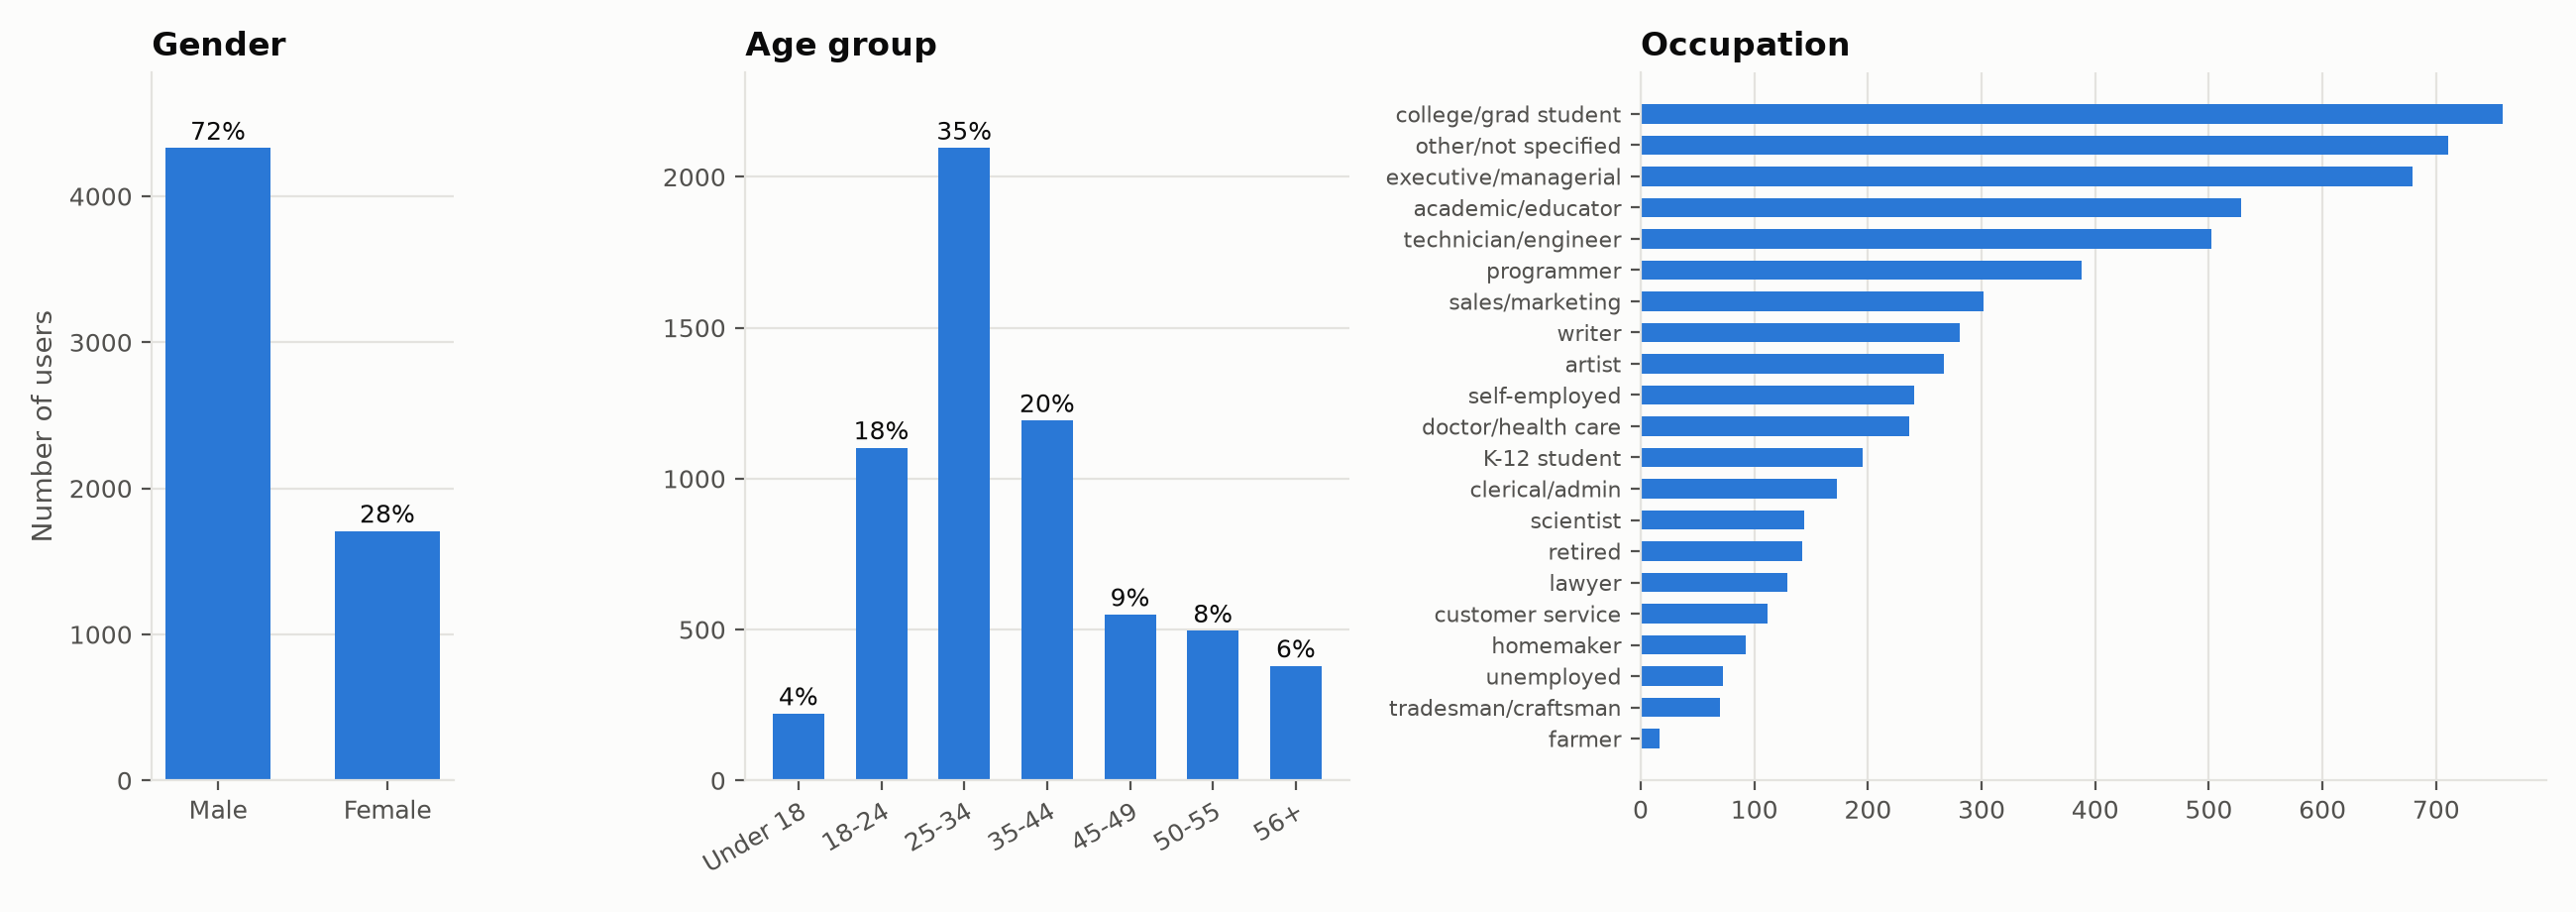 Gender
72%
28%
4000
3000
2000
1000
0
Number of users
Male
Female
Age group
35%
20%
18%
9%
8%
6%
4%
2000
1500
1000
500
0
Under 18
18-24
25-34
35-44
45-49
50-55
56+
Occupation
college/grad student
other/not specified
executive/managerial
academic/educator
technician/engineer
programmer
sales/marketing
writer
artist
self-employed
doctor/health care
K-12 student
clerical/admin
scientist
retired
lawyer
customer service
homemaker
unemployed
tradesman/craftsman
farmer
0 100 200 300 400 500 600 700